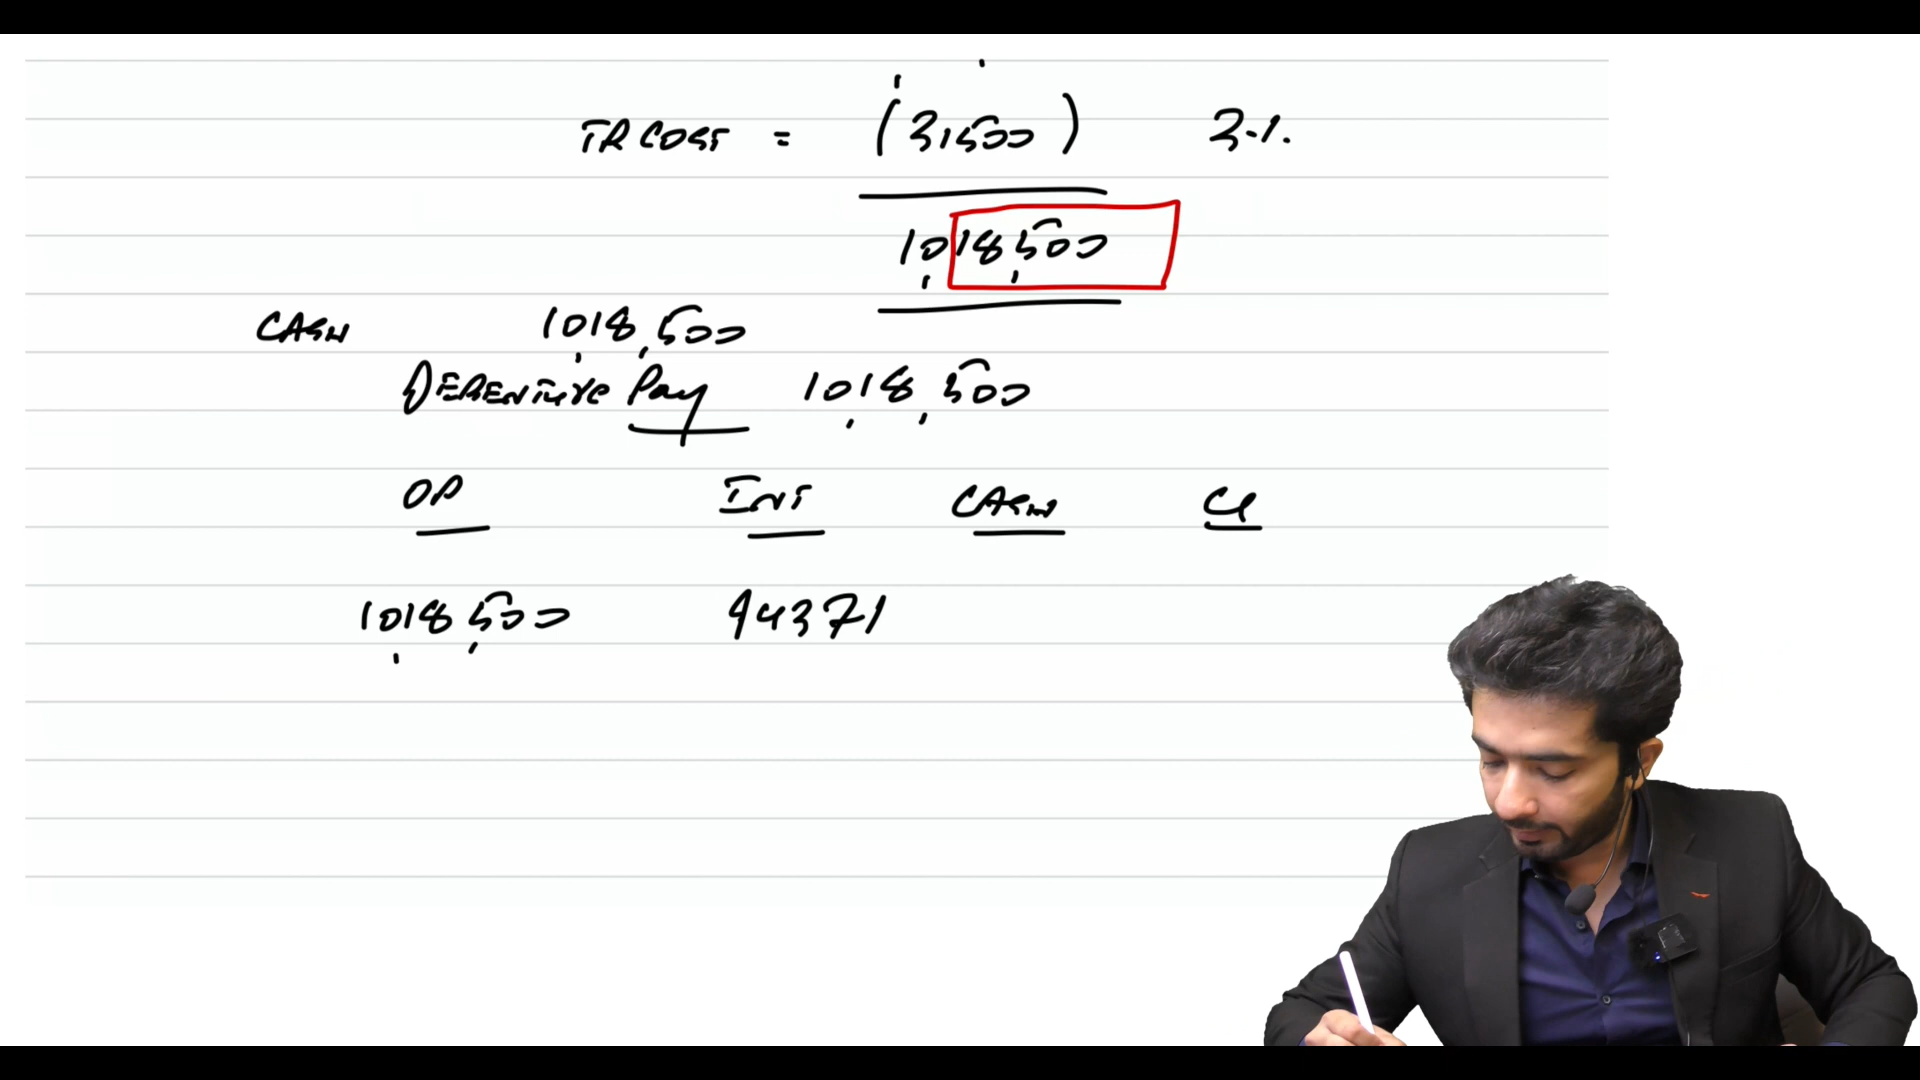 TR COST = (31500) 3.1.
1018,500
CASH 1018,500
DEBENTURE Pay 1018,500
OP INT CASH Cl
1018,500 94371